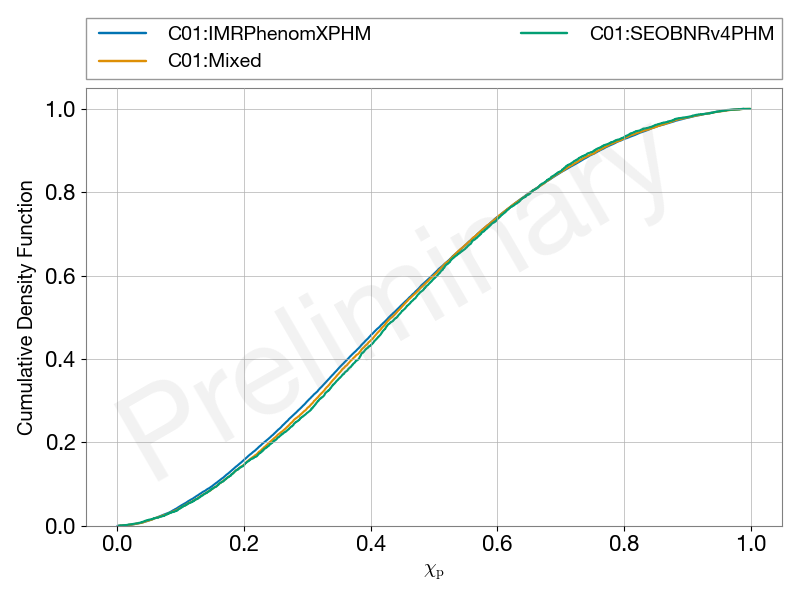 C01:IMRPhenomXPHM
C01:Mixed
C01:SEOBNRv4PHM
Cumulative Density Function
1.0
0.8
0.6
0.4
0.2
0.0
Preliminary
0.0 0.2 0.4 0.6 0.8 1.0
χp